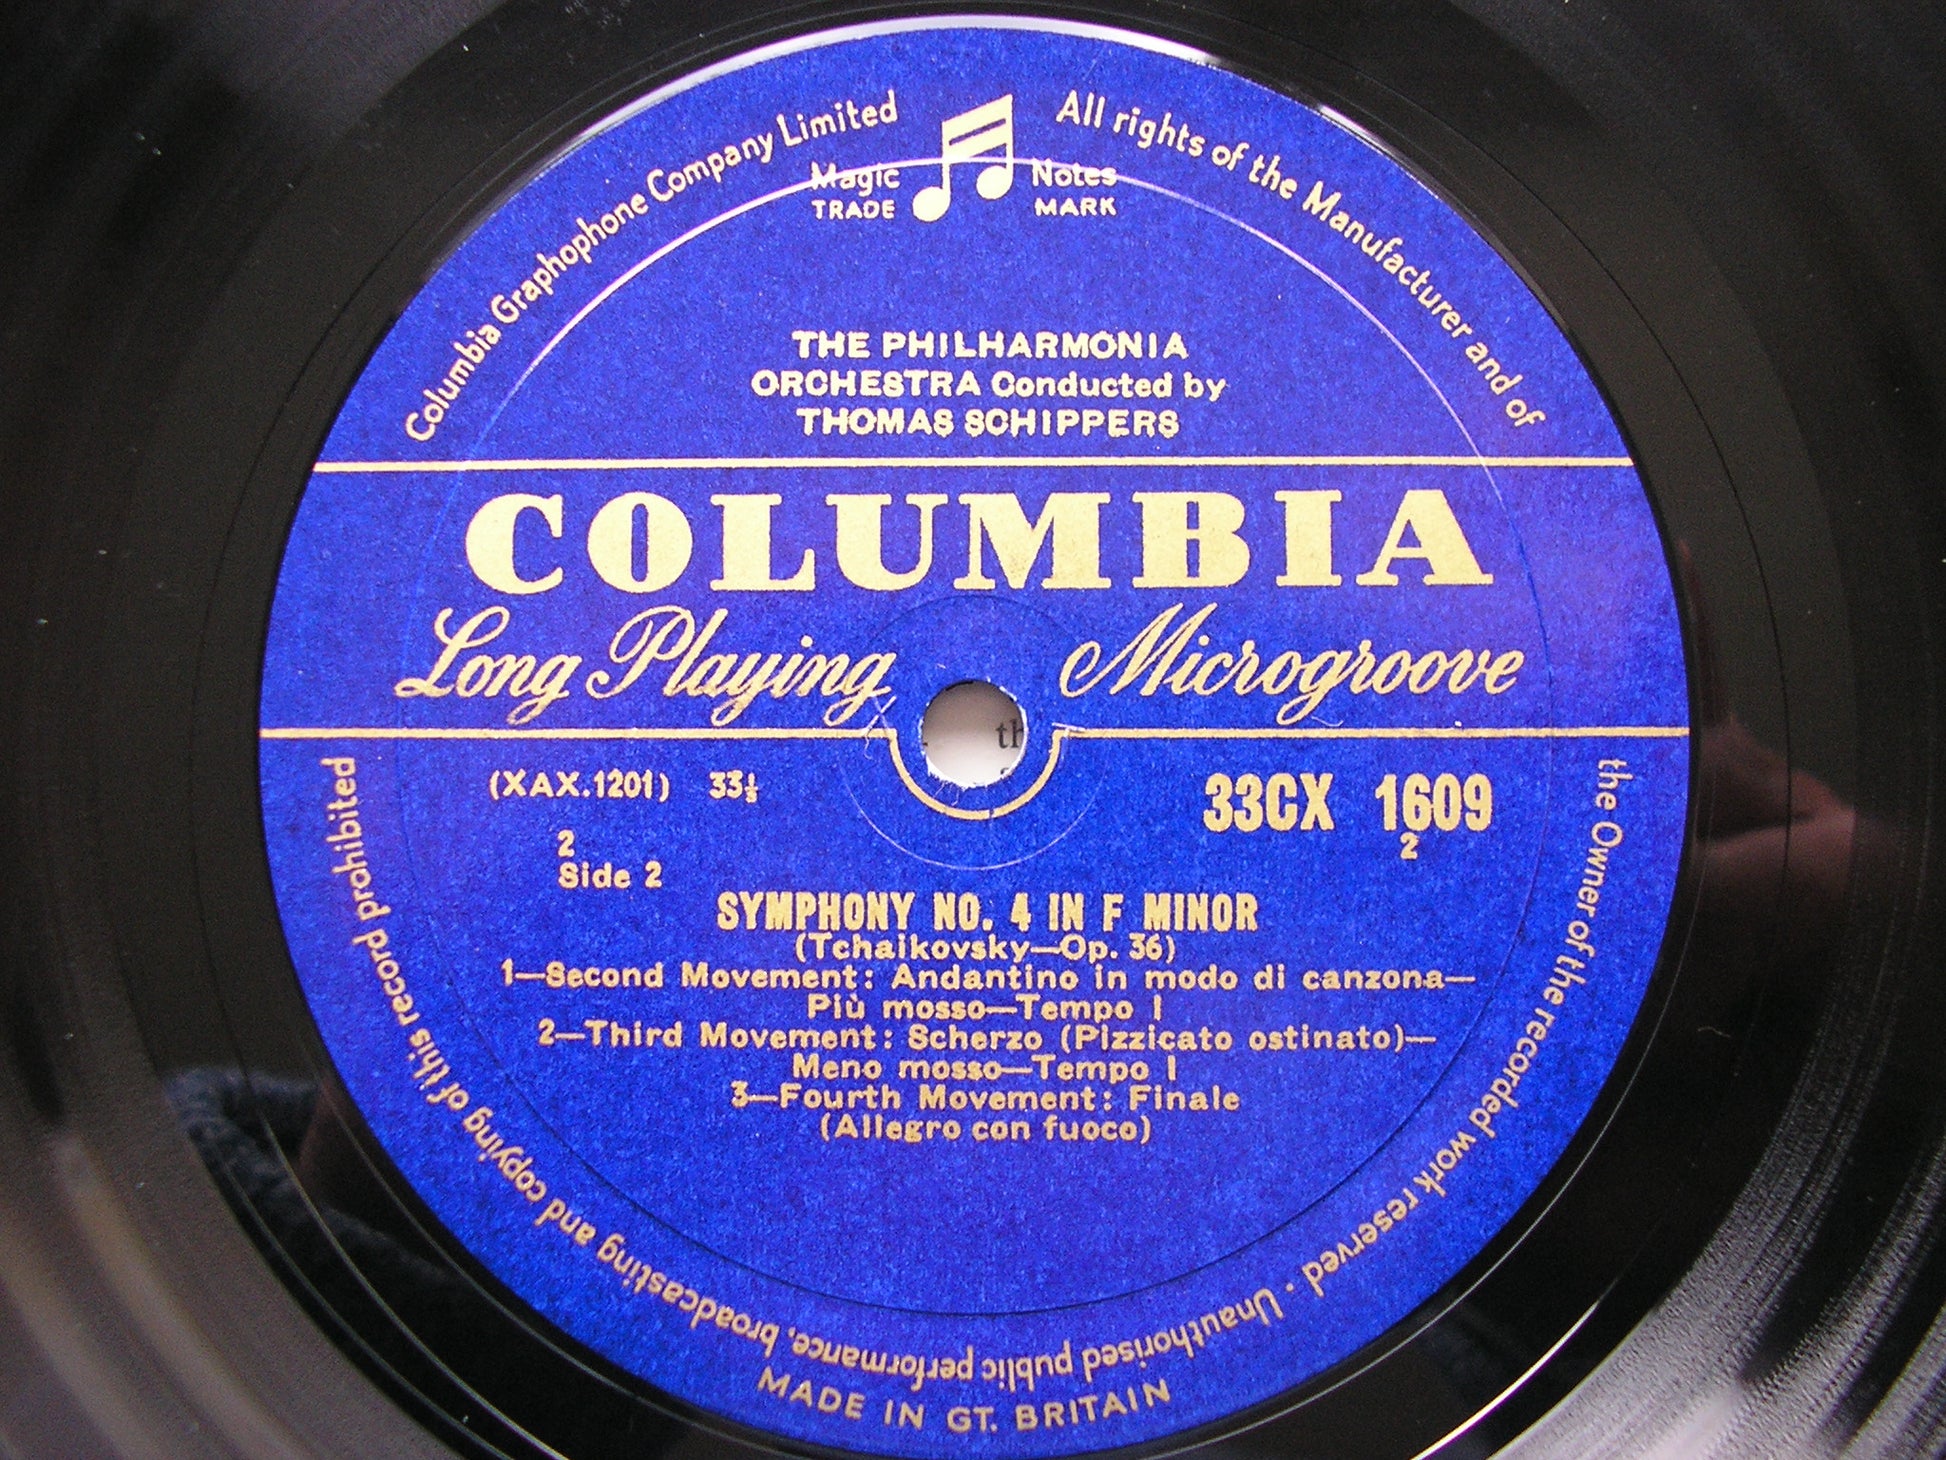 Columbia Graphophone Company Limited
All rights of the Manufacturer and of the Owner of the recorded work reserved · Unauthorised public performance, broadcasting and copying of this record prohibited
Magic Notes
TRADE MARK
THE PHILHARMONIA
ORCHESTRA Conducted by
THOMAS SCHIPPERS
COLUMBIA
Long Playing Microgroove
th
(XAX.1201) 33⅓ 33CX 1609
2 2
Side 2
SYMPHONY NO. 4 IN F MINOR
(Tchaikovsky—Op. 36)
1—Second Movement: Andantino in modo di canzona—
Più mosso—Tempo I
2—Third Movement: Scherzo (Pizzicato ostinato)—
Meno mosso—Tempo I
3—Fourth Movement: Finale
(Allegro con fuoco)
MADE IN GT. BRITAIN